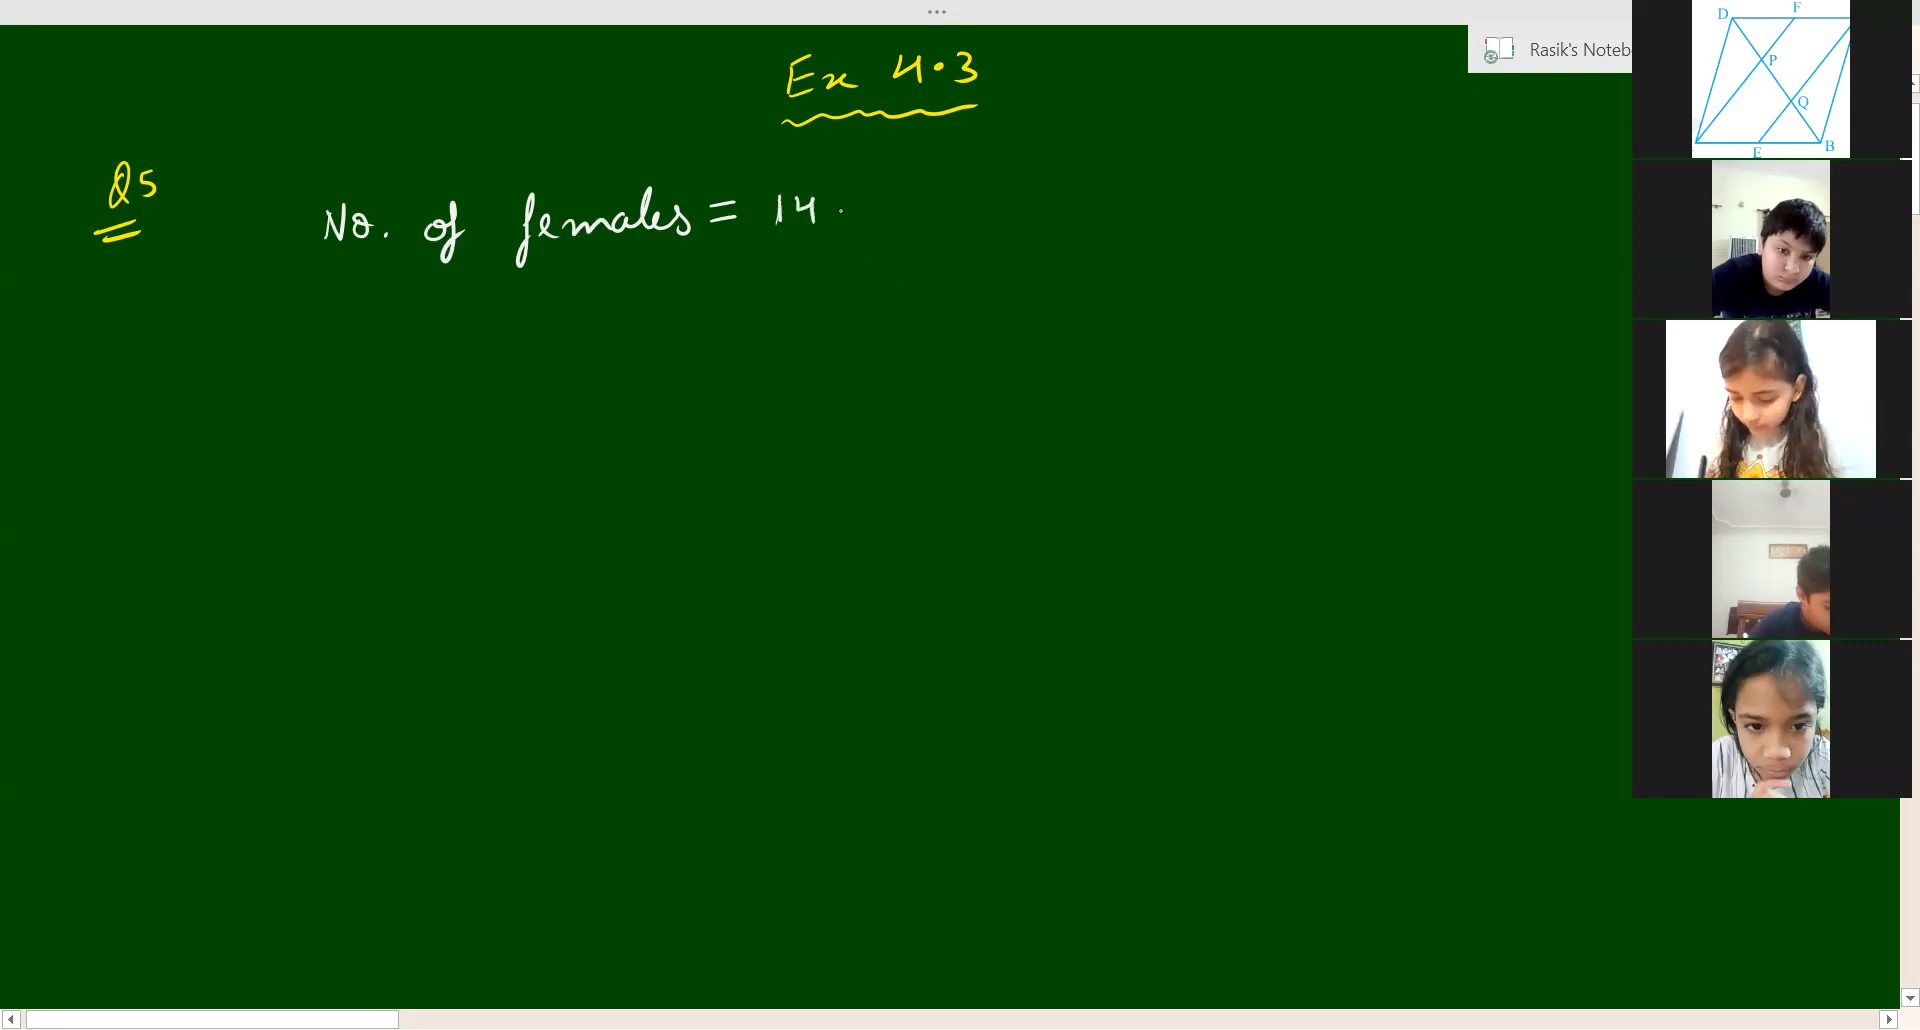 Ex 4.3
Q5
No. of females = 14
Rasik's Noteb
D F
P
Q
E B